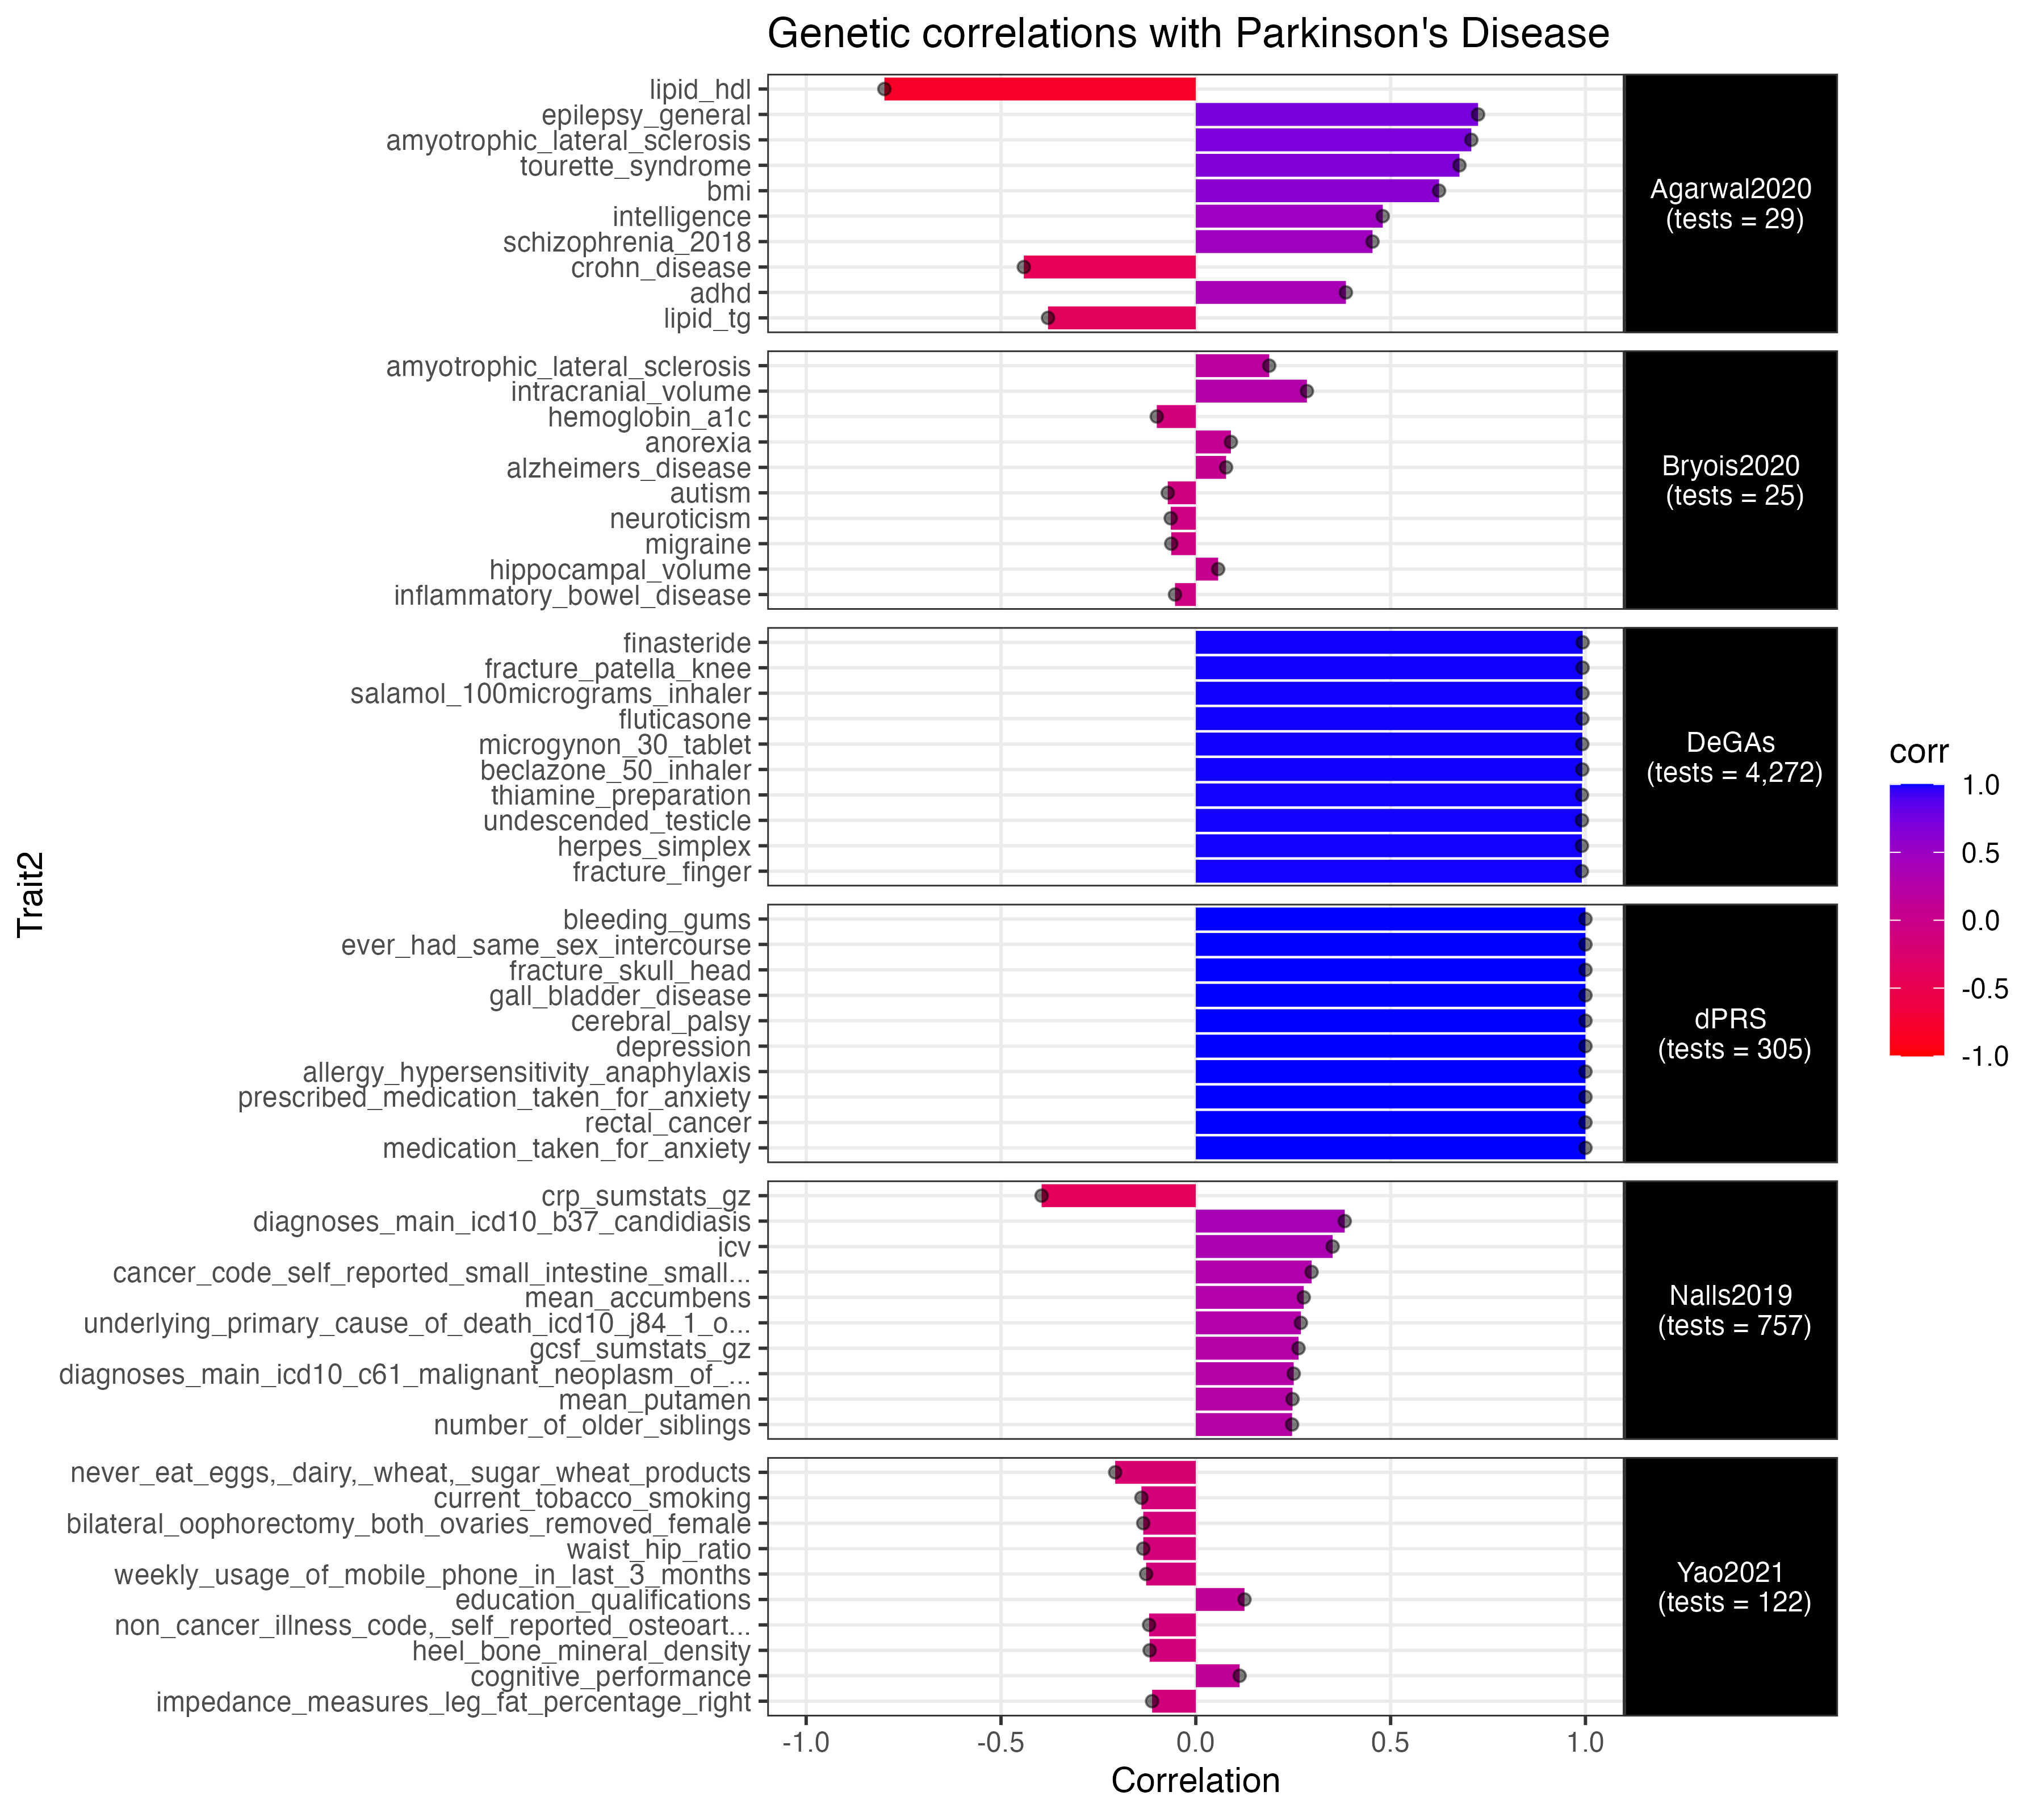 Genetic correlations with Parkinson's Disease
lipid_hdl
epilepsy_general
amyotrophic_lateral_sclerosis
tourette_syndrome
bmi
intelligence
schizophrenia_2018
crohn_disease
adhd
lipid_tg
Agarwal2020
(tests = 29)
amyotrophic_lateral_sclerosis
intracranial_volume
hemoglobin_a1c
anorexia
alzheimers_disease
autism
neuroticism
migraine
hippocampal_volume
inflammatory_bowel_disease
Bryois2020
(tests = 25)
finasteride
fracture_patella_knee
salamol_100micrograms_inhaler
fluticasone
microgynon_30_tablet
beclazone_50_inhaler
thiamine_preparation
undescended_testicle
herpes_simplex
fracture_finger
DeGAs
(tests = 4,272)
bleeding_gums
ever_had_same_sex_intercourse
fracture_skull_head
gall_bladder_disease
cerebral_palsy
depression
allergy_hypersensitivity_anaphylaxis
prescribed_medication_taken_for_anxiety
rectal_cancer
medication_taken_for_anxiety
dPRS
(tests = 305)
crp_sumstats_gz
diagnoses_main_icd10_b37_candidiasis
icv
cancer_code_self_reported_small_intestine_small...
mean_accumbens
underlying_primary_cause_of_death_icd10_j84_1_o...
gcsf_sumstats_gz
diagnoses_main_icd10_c61_malignant_neoplasm_of_...
mean_putamen
number_of_older_siblings
Nalls2019
(tests = 757)
never_eat_eggs,_dairy,_wheat,_sugar_wheat_products
current_tobacco_smoking
bilateral_oophorectomy_both_ovaries_removed_female
waist_hip_ratio
weekly_usage_of_mobile_phone_in_last_3_months
education_qualifications
non_cancer_illness_code,_self_reported_osteoart...
heel_bone_mineral_density
cognitive_performance
impedance_measures_leg_fat_percentage_right
Yao2021
(tests = 122)
-1.0
-0.5
0.0
0.5
1.0
Correlation
Trait2
corr
1.0
0.5
0.0
-0.5
-1.0